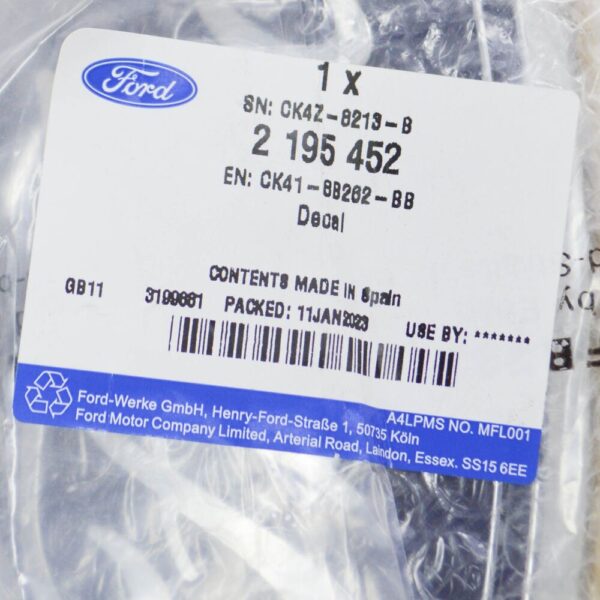 Ford
1 X
SN: CK4Z-8213-B
2 195 452
EN: CK41-8B262-BB
Decal
CONTENTS MADE IN Spain
GB11 3199661 PACKED: 11JAN2023 USE BY: *******
A4LPMS NO. MFL001
Ford-Werke GmbH, Henry-Ford-Straße 1, 50735 Köln
Ford Motor Company Limited, Arterial Road, Laindon, Essex. SS15 6EE